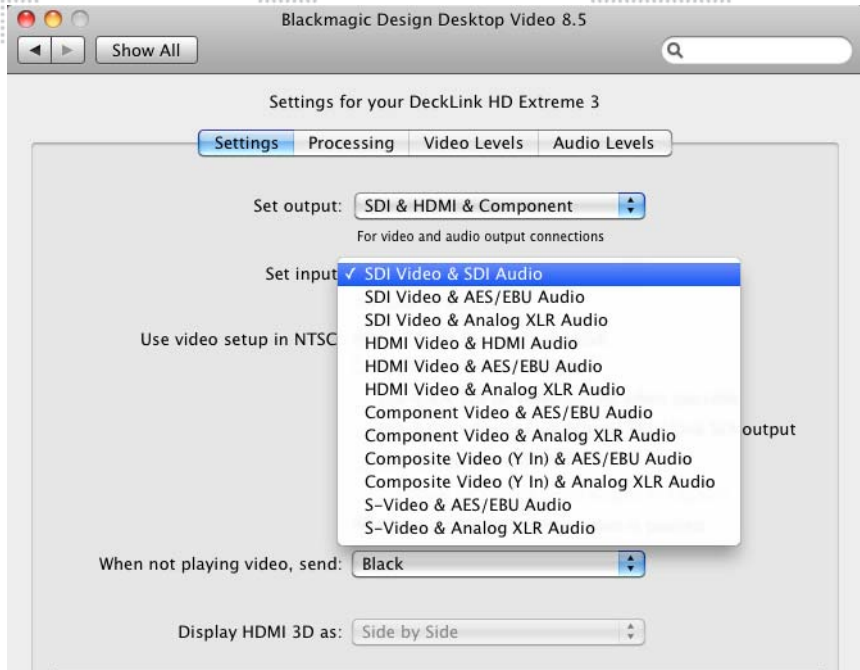 Blackmagic Design Desktop Video 8.5
Show All
Settings for your DeckLink HD Extreme 3
Settings Processing Video Levels Audio Levels
Set output: SDI & HDMI & Component
For video and audio output connections
Set input ✓ SDI Video & SDI Audio
SDI Video & AES/EBU Audio
SDI Video & Analog XLR Audio
Use video setup in NTSC
HDMI Video & HDMI Audio
HDMI Video & AES/EBU Audio
HDMI Video & Analog XLR Audio
Component Video & AES/EBU Audio
Component Video & Analog XLR Audio output
Composite Video (Y In) & AES/EBU Audio
Composite Video (Y In) & Analog XLR Audio
S-Video & AES/EBU Audio
S-Video & Analog XLR Audio
When not playing video, send: Black
Display HDMI 3D as: Side by Side